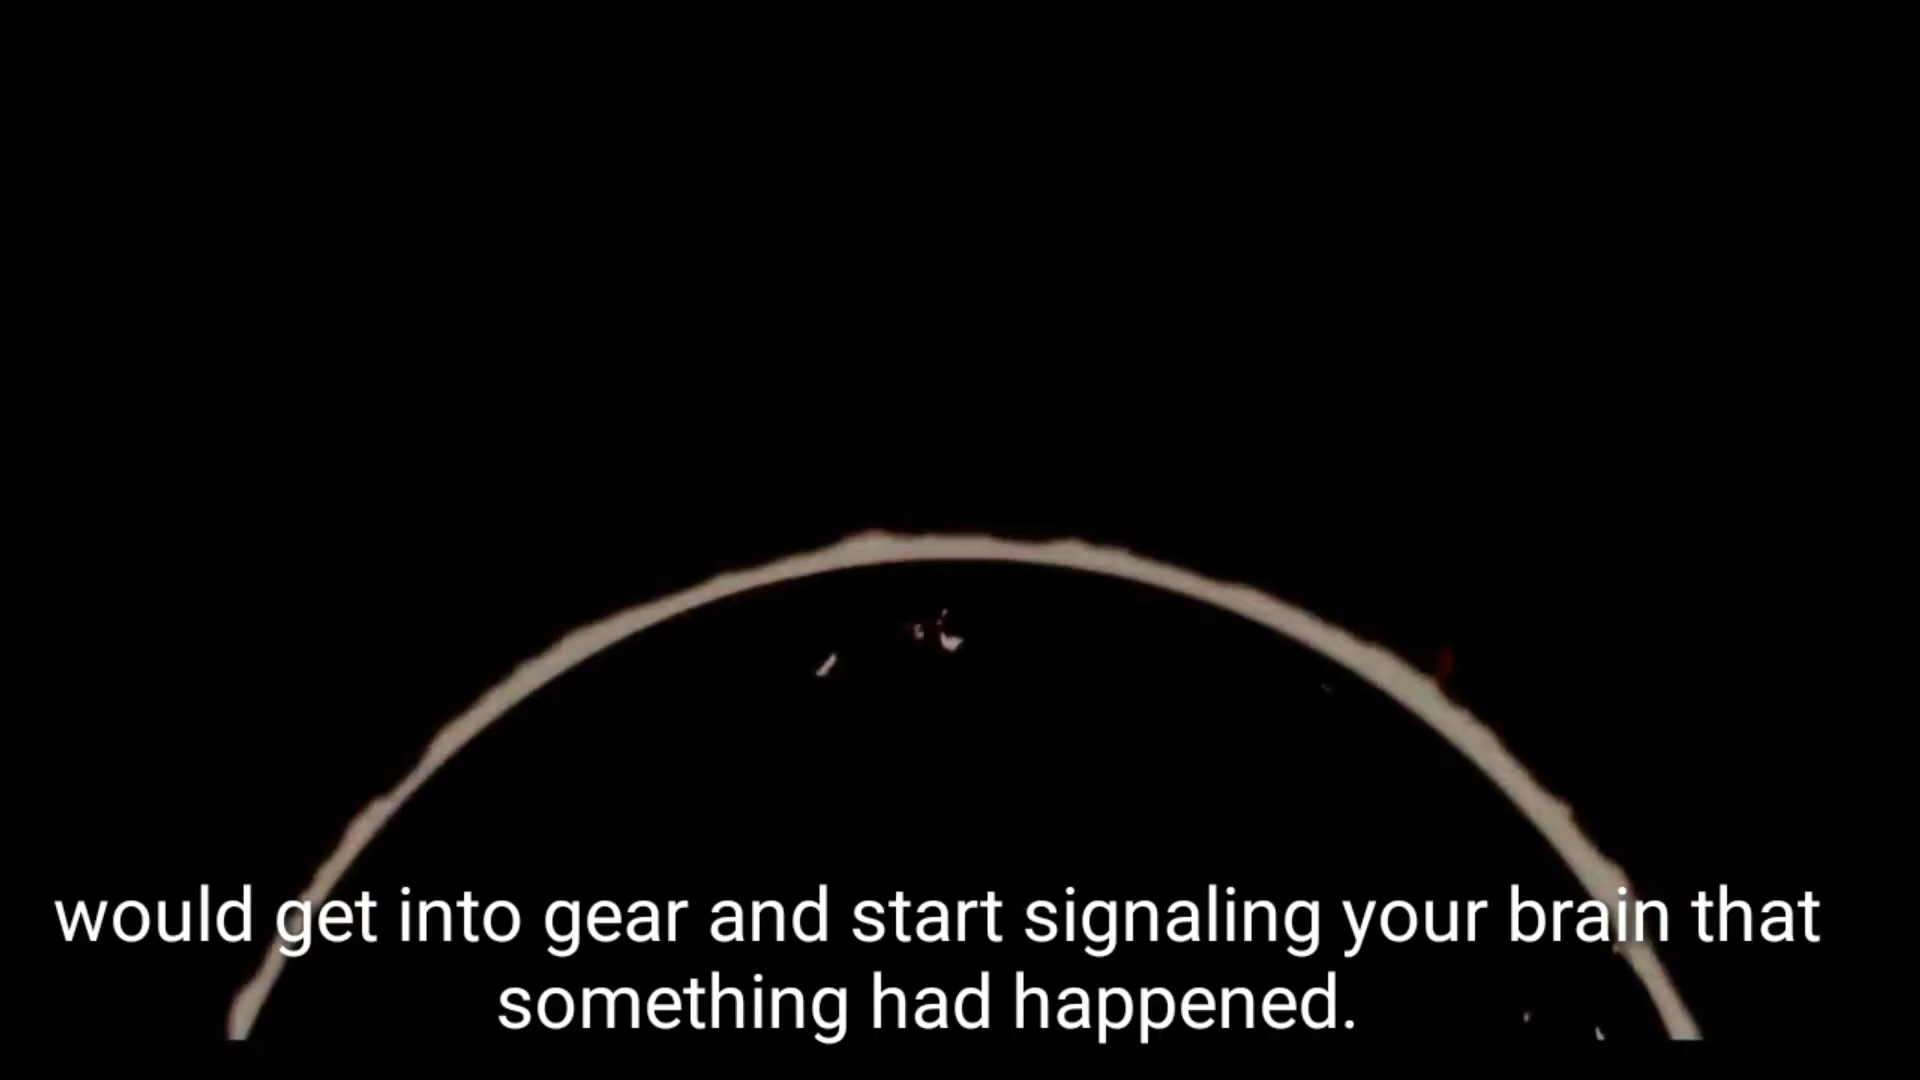 would get into gear and start signaling your brain that
something had happened.